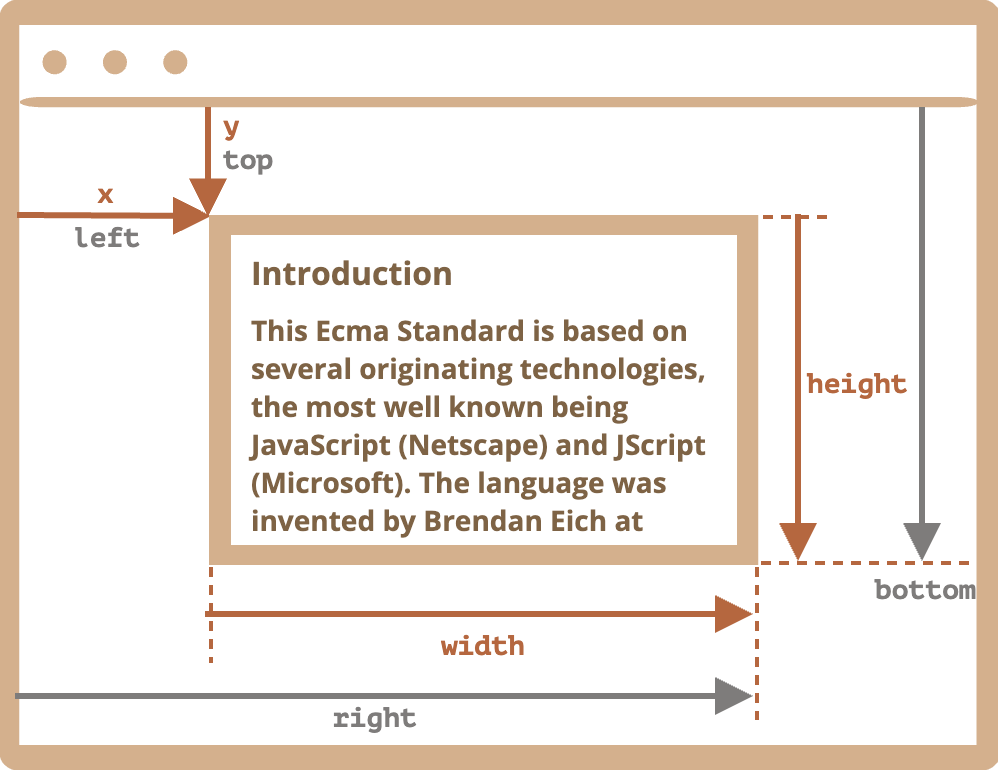 y
top
x
left
Introduction
This Ecma Standard is based on
several originating technologies,
the most well known being
JavaScript (Netscape) and JScript
(Microsoft). The language was
invented by Brendan Eich at
height
bottom
width
right